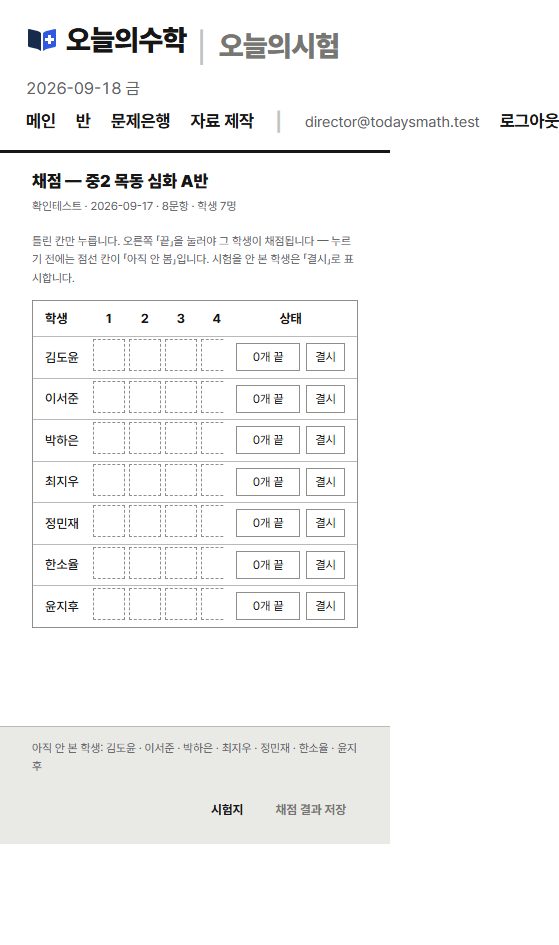 오늘의수학 | 오늘의시험
2026-09-18 금
메인 반 문제은행 자료 제작 | director@todaysmath.test 로그아웃
채점 — 중2 목동 심화 A반
확인테스트 · 2026-09-17 · 8문항 · 학생 7명
틀린 칸만 누릅니다. 오른쪽 「끝」을 눌러야 그 학생이 채점됩니다 — 누르
기 전에는 점선 칸이 「아직 안 봄」입니다. 시험을 안 본 학생은 「결시」로 표
시합니다.
학생 1 2 3 4 상태
김도윤 0개 끝 결시
이서준 0개 끝 결시
박하은 0개 끝 결시
최지우 0개 끝 결시
정민재 0개 끝 결시
한소율 0개 끝 결시
윤지후 0개 끝 결시
아직 안 본 학생: 김도윤 · 이서준 · 박하은 · 최지우 · 정민재 · 한소율 · 윤지
후
시험지 채점 결과 저장